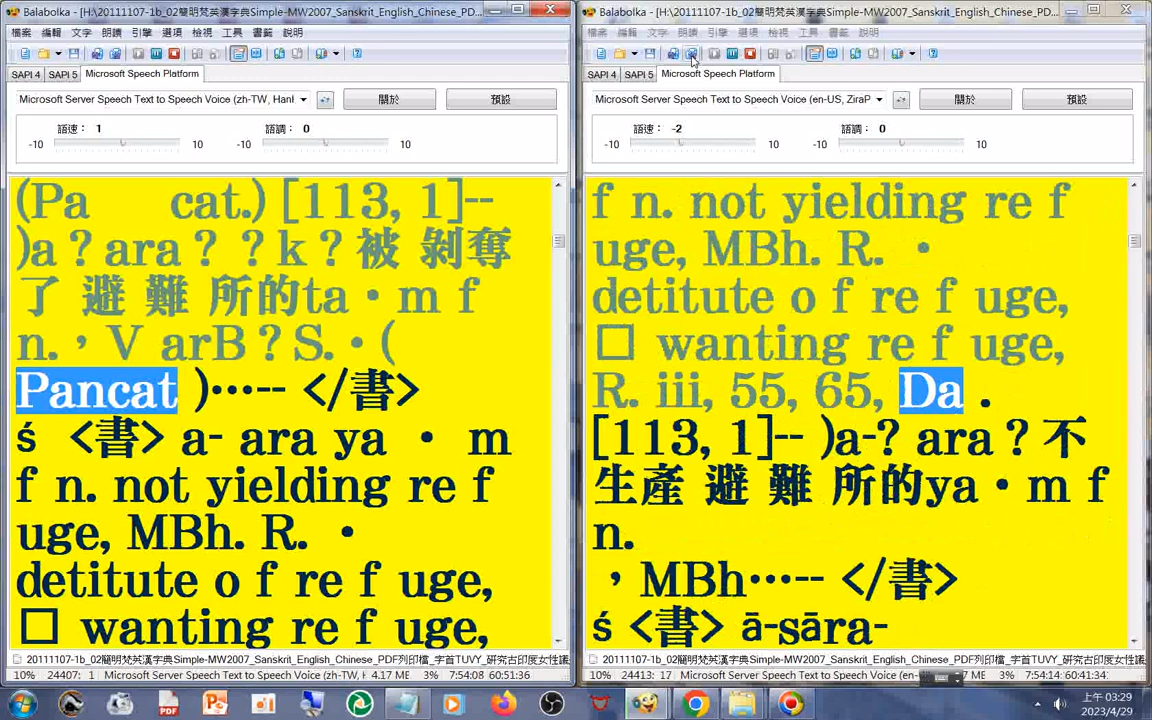 Balabolka - [H:\20111107-1b_02簡明梵英漢字典Simple-MW2007_Sanskrit_English_Chinese_PD...
檔案 編輯 文字 朗讀 引擎 選項 檢視 工具 書籤 說明
SAPI 4 SAPI 5 Microsoft Speech Platform
Microsoft Server Speech Text to Speech Voice (zh-TW, Hanl 關於 預設
語速： 1 語調： 0
-10 10 -10 10
(Pa cat.) [113, 1]--
)a？ara？ ？k？被 剝奪
了 避 難 所的ta・m f
n.，V arB？S.・(
Pancat )…-- </書>
ś <書> a- ara ya ・ m
f n. not yielding re f
uge, MBh. R. ・
detitute o f re f uge,
□ wanting re f uge,
20111107-1b_02簡明梵英漢字典Simple-MW2007_Sanskrit_English_Chinese_PDF列印檔_字首TUVY_研究古印度女性議
10% 24407: 1 Microsoft Server Speech Text to Speech Voice (zh-TW, 4.17 ME 3% 7:54:08 60:51:36
Balabolka - [H:\20111107-1b_02簡明梵英漢字典Simple-MW2007_Sanskrit_English_Chinese_PDF...
檔案 編輯 文字 朗讀 引擎 選項 檢視 工具 書籤 說明
SAPI 4 SAPI 5 Microsoft Speech Platform
Microsoft Server Speech Text to Speech Voice (en-US, ZiraP 關於 預設
語速： -2 語調： 0
-10 10 -10 10
f n. not yielding re f
uge, MBh. R. ・
detitute o f re f uge,
□ wanting re f uge,
R. iii, 55, 65, Da .
[113, 1]-- )a-？ara？不
生產 避 難 所的ya・m f
n.
，MBh…-- </書>
ś <書> ā-sāra-
20111107-1b_02簡明梵英漢字典Simple-MW2007_Sanskrit_English_Chinese_PDF列印檔_字首TUVY_研究古印度女性議
10% 24413: 17 Microsoft Server Speech Text to Speech Voice (en-US 3% 7:54:14 60:41:34
上午 03:29
2023/4/29